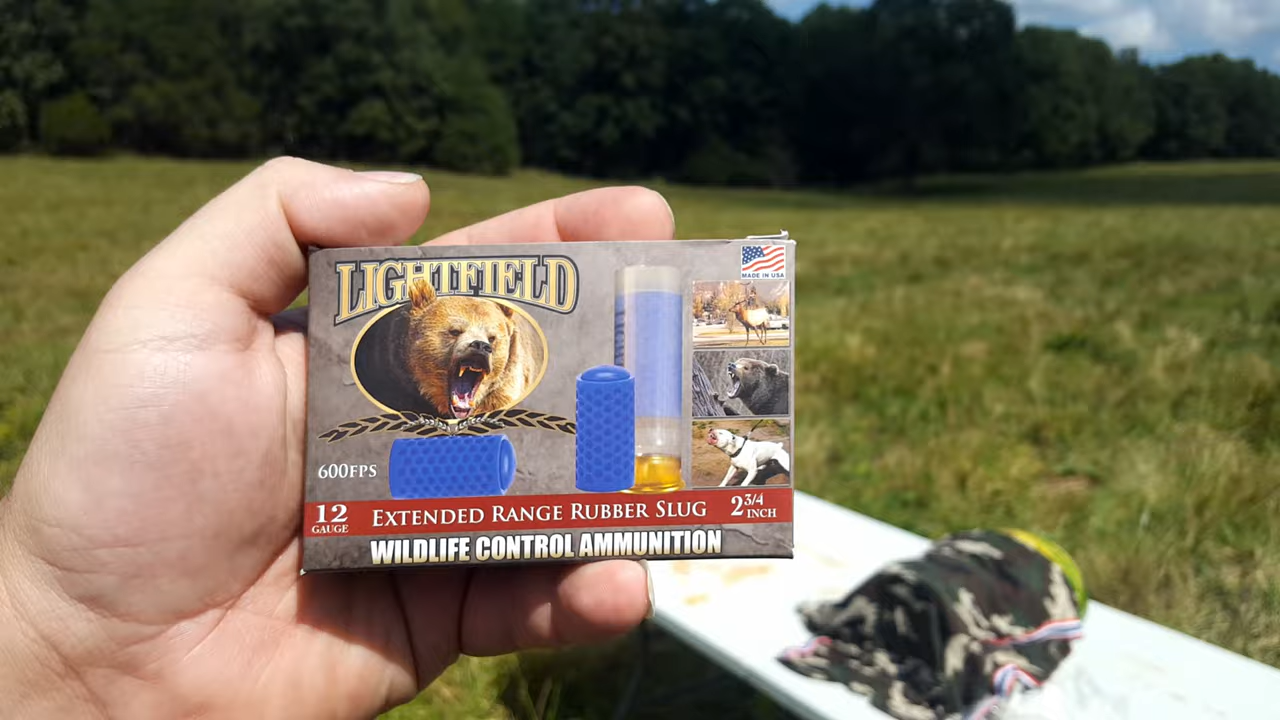 LIGHTFIELD
MADE IN USA
600FPS
12 GAUGE
EXTENDED RANGE RUBBER SLUG
2 3/4 INCH
WILDLIFE CONTROL AMMUNITION